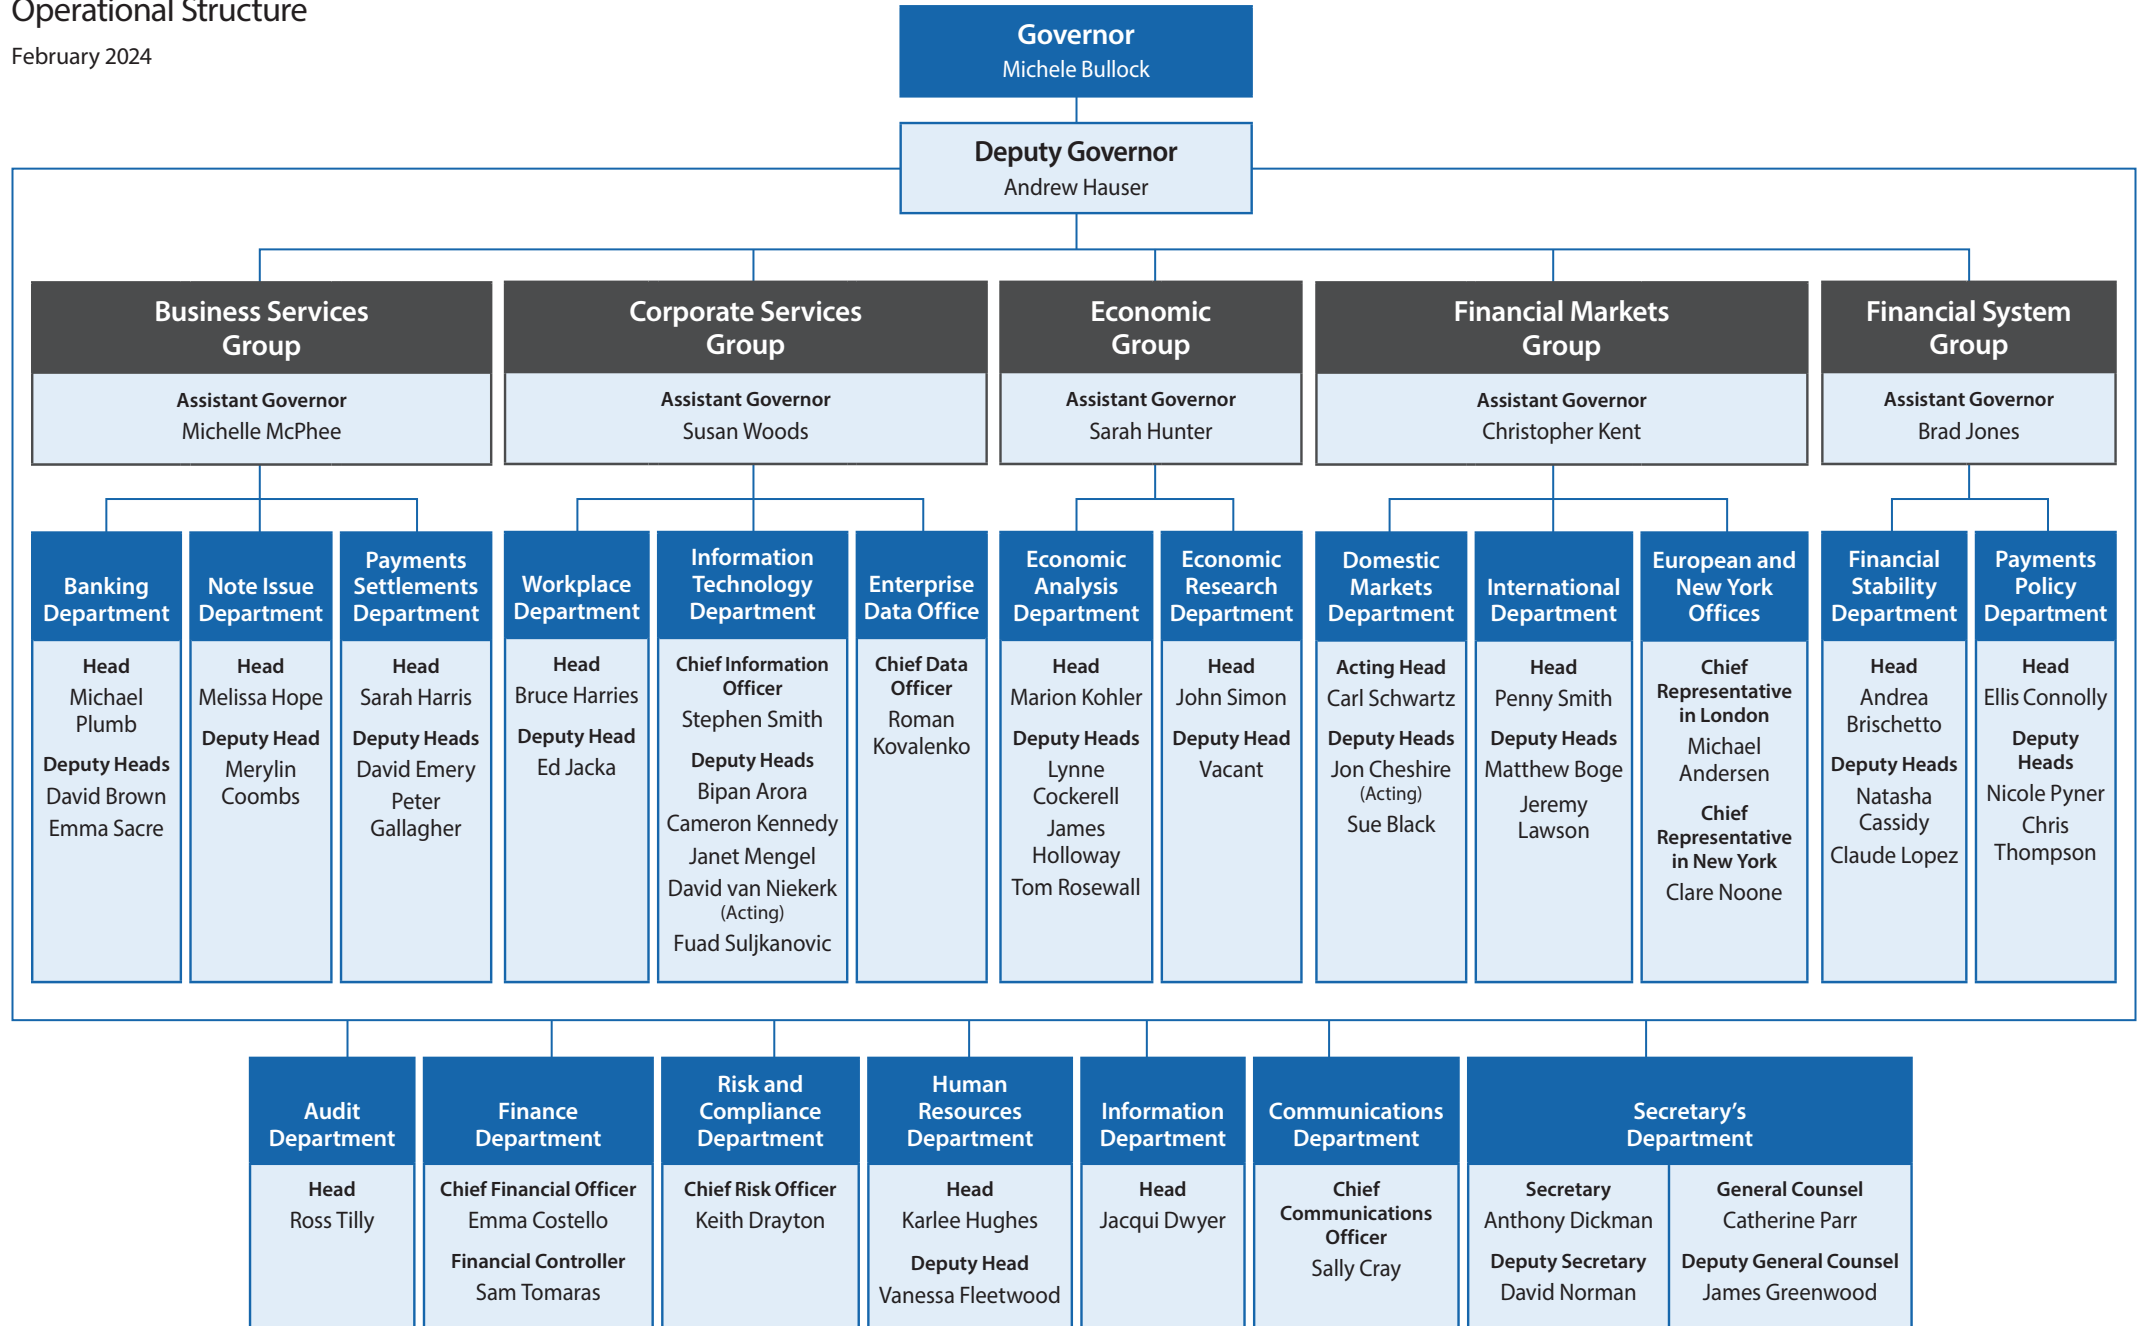 Operational Structure
February 2024
Governor
Michele Bullock
Deputy Governor
Andrew Hauser
Business Services
Group
Assistant Governor
Michelle McPhee
Corporate Services
Group
Assistant Governor
Susan Woods
Economic
Group
Assistant Governor
Sarah Hunter
Financial Markets
Group
Assistant Governor
Christopher Kent
Financial System
Group
Assistant Governor
Brad Jones
Banking
Department
Head
Michael
Plumb
Deputy Heads
David Brown
Emma Sacre
Note Issue
Department
Head
Melissa Hope
Deputy Head
Merylin
Coombs
Payments
Settlements
Department
Head
Sarah Harris
Deputy Heads
David Emery
Peter
Gallagher
Workplace
Department
Head
Bruce Harries
Deputy Head
Ed Jacka
Information
Technology
Department
Chief Information
Officer
Stephen Smith
Deputy Heads
Bipan Arora
Cameron Kennedy
Janet Mengel
David van Niekerk
(Acting)
Fuad Suljkanovic
Enterprise
Data Office
Chief Data
Officer
Roman
Kovalenko
Economic
Analysis
Department
Head
Marion Kohler
Deputy Heads
Lynne
Cockerell
James
Holloway
Tom Rosewall
Economic
Research
Department
Head
John Simon
Deputy Head
Vacant
Domestic
Markets
Department
Acting Head
Carl Schwartz
Deputy Heads
Jon Cheshire
(Acting)
Sue Black
International
Department
Head
Penny Smith
Deputy Heads
Matthew Boge
Jeremy
Lawson
European and
New York
Offices
Chief
Representative
in London
Michael
Andersen
Chief
Representative
in New York
Clare Noone
Financial
Stability
Department
Head
Andrea
Brischetto
Deputy Heads
Natasha
Cassidy
Claude Lopez
Payments
Policy
Department
Head
Ellis Connolly
Deputy
Heads
Nicole Pyner
Chris
Thompson
Audit
Department
Head
Ross Tilly
Finance
Department
Chief Financial Officer
Emma Costello
Financial Controller
Sam Tomaras
Risk and
Compliance
Department
Chief Risk Officer
Keith Drayton
Human
Resources
Department
Head
Karlee Hughes
Deputy Head
Vanessa Fleetwood
Information
Department
Head
Jacqui Dwyer
Communications
Department
Chief
Communications
Officer
Sally Cray
Secretary's
Department
Secretary
Anthony Dickman
Deputy Secretary
David Norman
General Counsel
Catherine Parr
Deputy General Counsel
James Greenwood